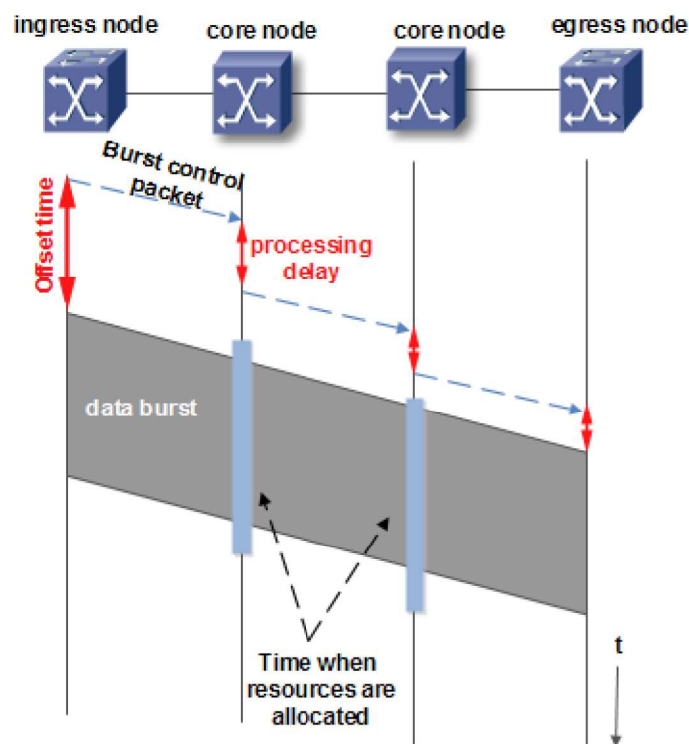 ingress node
core node
core node
egress node
Burst control
packet
Offset time
processing
delay
data burst
Time when
resources are
allocated
t